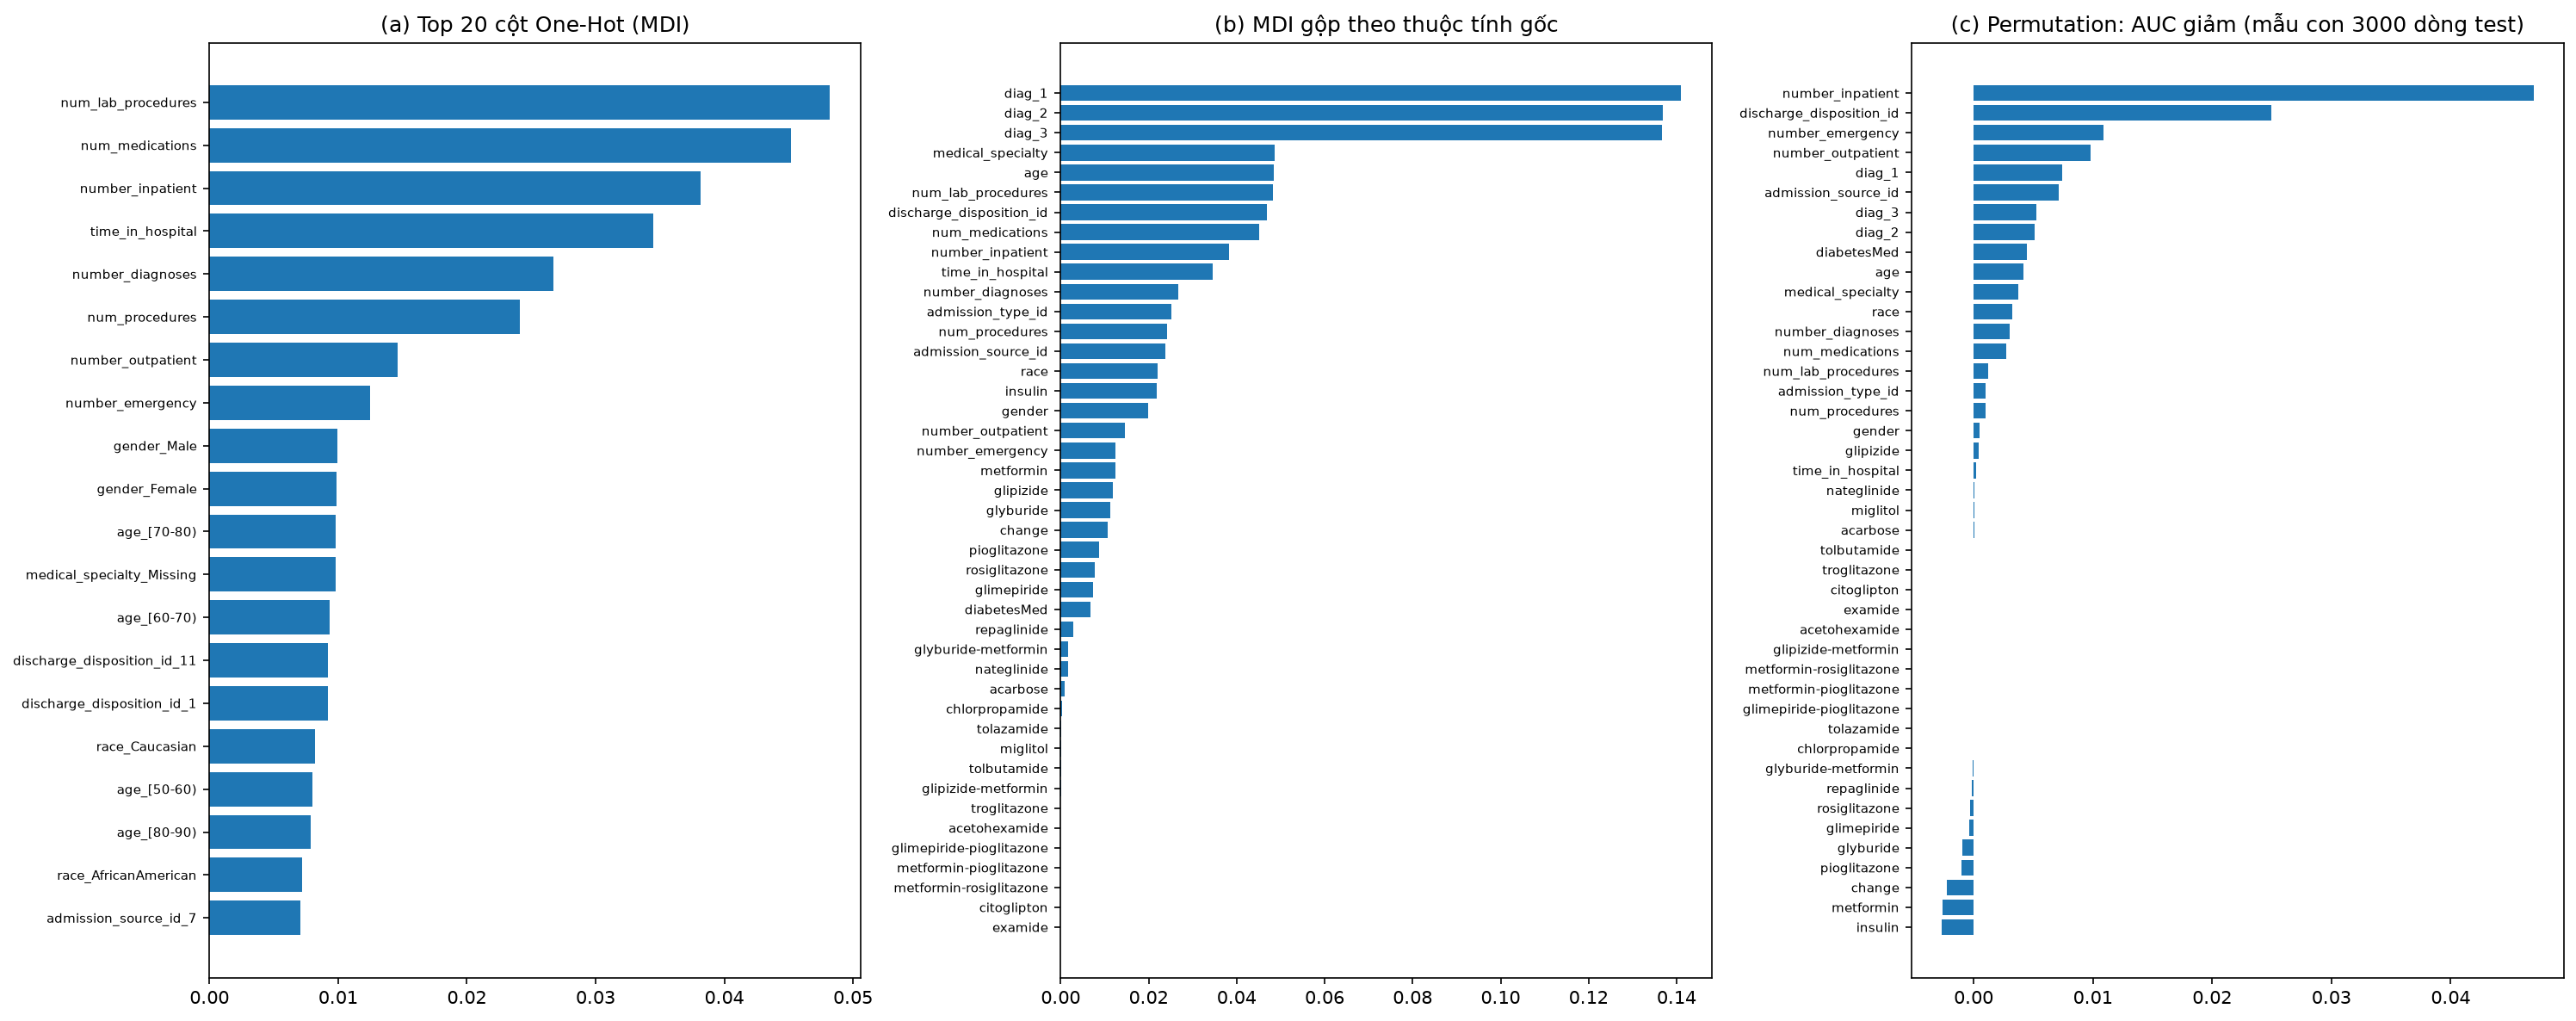 (a) Top 20 cột One-Hot (MDI)
num_lab_procedures
num_medications
number_inpatient
time_in_hospital
number_diagnoses
num_procedures
number_outpatient
number_emergency
gender_Male
gender_Female
age_[70-80)
medical_specialty_Missing
age_[60-70)
discharge_disposition_id_11
discharge_disposition_id_1
race_Caucasian
age_[50-60)
age_[80-90)
race_AfricanAmerican
admission_source_id_7
0.00 0.01 0.02 0.03 0.04 0.05
(b) MDI gộp theo thuộc tính gốc
diag_1
diag_2
diag_3
medical_specialty
age
num_lab_procedures
discharge_disposition_id
num_medications
number_inpatient
time_in_hospital
number_diagnoses
admission_type_id
num_procedures
admission_source_id
race
insulin
gender
number_outpatient
number_emergency
metformin
glipizide
glyburide
change
pioglitazone
rosiglitazone
glimepiride
diabetesMed
repaglinide
glyburide-metformin
nateglinide
acarbose
chlorpropamide
tolazamide
miglitol
tolbutamide
glipizide-metformin
troglitazone
acetohexamide
glimepiride-pioglitazone
metformin-pioglitazone
metformin-rosiglitazone
citoglipton
examide
0.00 0.02 0.04 0.06 0.08 0.10 0.12 0.14
(c) Permutation: AUC giảm (mẫu con 3000 dòng test)
number_inpatient
discharge_disposition_id
number_emergency
number_outpatient
diag_1
admission_source_id
diag_3
diag_2
diabetesMed
age
medical_specialty
race
number_diagnoses
num_medications
num_lab_procedures
admission_type_id
num_procedures
gender
glipizide
time_in_hospital
nateglinide
miglitol
acarbose
tolbutamide
troglitazone
citoglipton
examide
acetohexamide
glipizide-metformin
metformin-rosiglitazone
metformin-pioglitazone
glimepiride-pioglitazone
tolazamide
chlorpropamide
glyburide-metformin
repaglinide
rosiglitazone
glimepiride
glyburide
pioglitazone
change
metformin
insulin
0.00 0.01 0.02 0.03 0.04